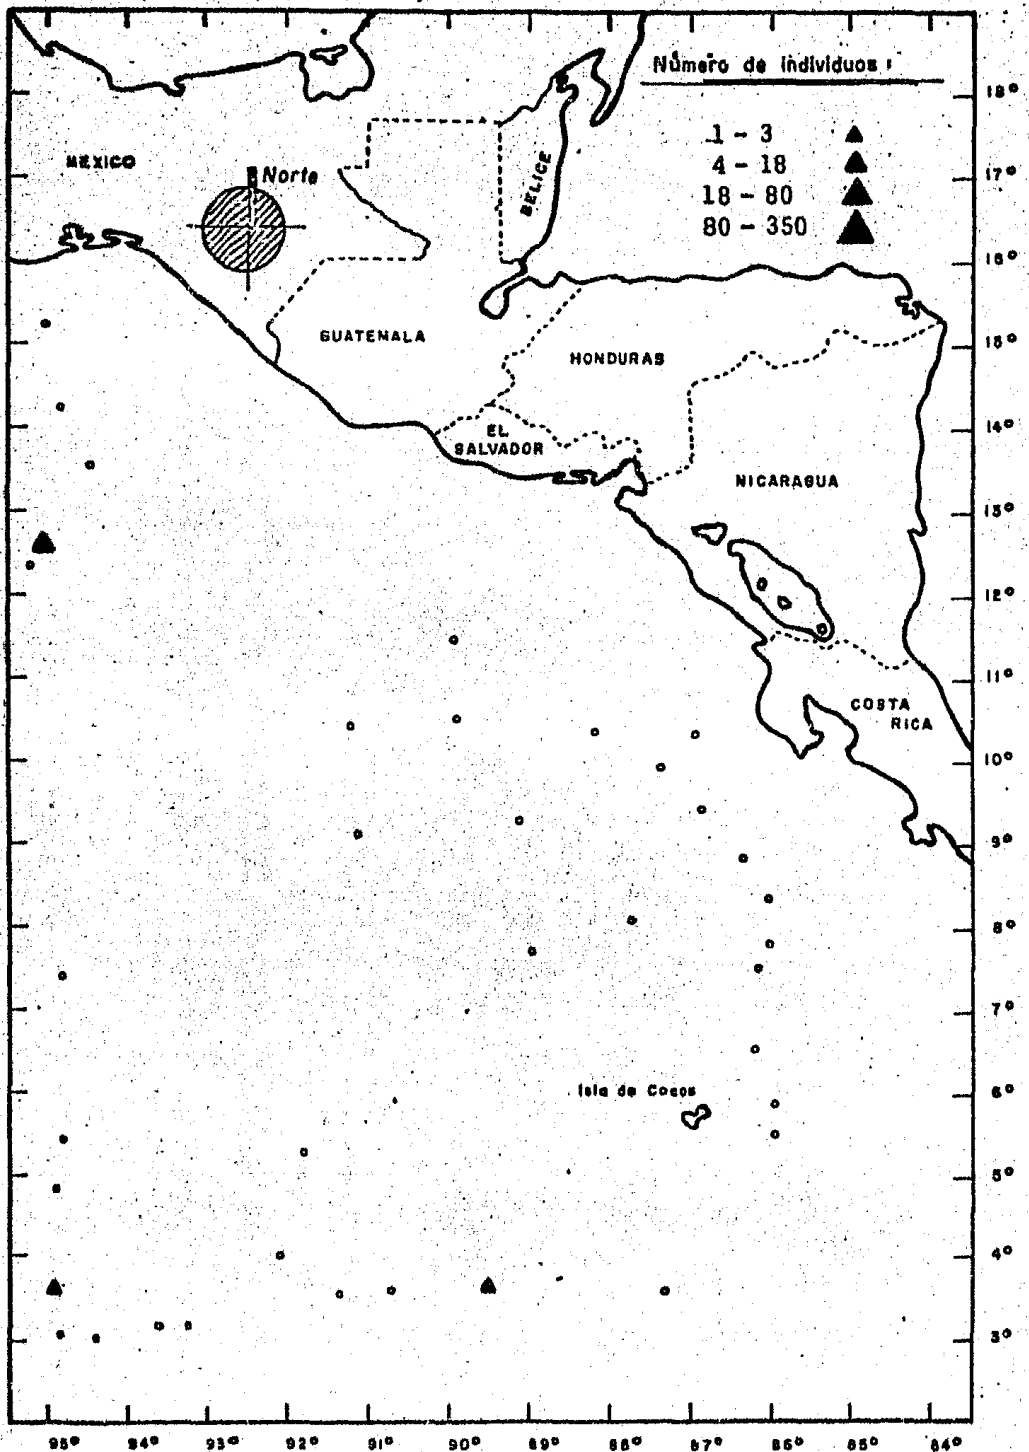 Número de individuos :
1 - 3
4 - 18
18 - 80
80 - 350
MEXICO
Norte
BELICE
GUATEMALA
HONDURAS
EL
SALVADOR
NICARAGUA
COSTA
RICA
Isla de Cocos
18°
17°
16°
15°
14°
13°
12°
11°
10°
9°
8°
7°
6°
5°
4°
3°
95° 94° 93° 92° 91° 90° 89° 88° 87° 86° 85° 84°